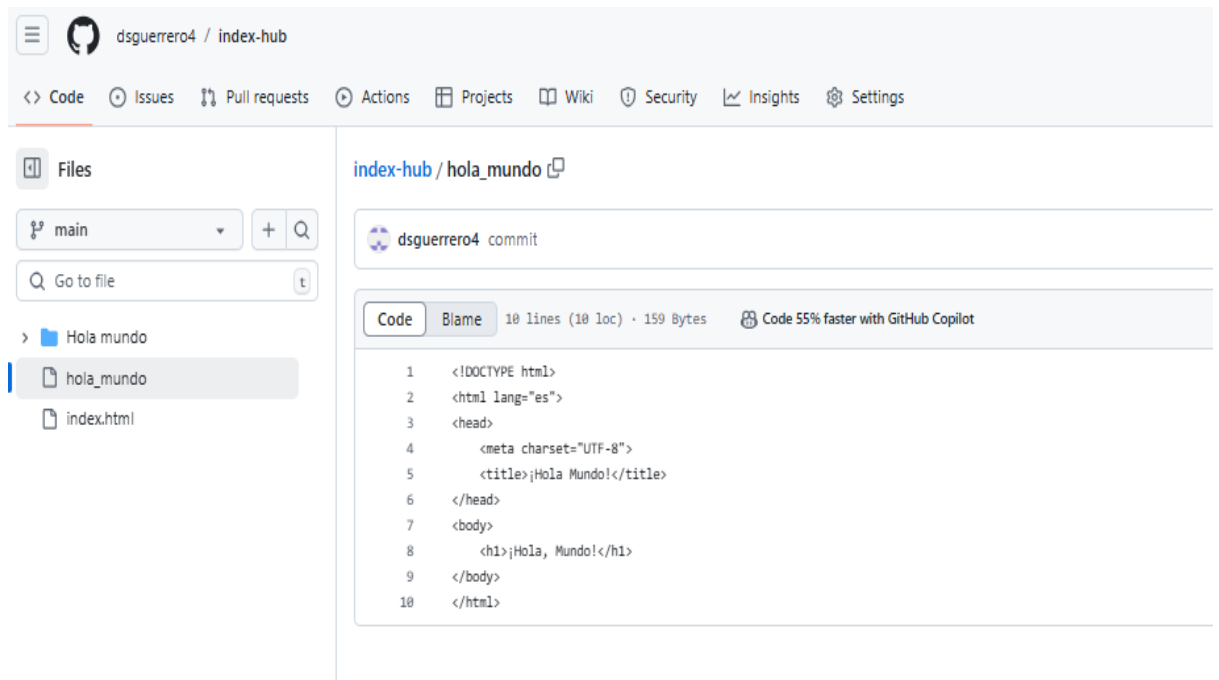 dsguerrero4 / index-hub
Code Issues Pull requests Actions Projects Wiki Security Insights Settings
Files
main
Go to file t
Hola mundo
hola_mundo
index.html
index-hub / hola_mundo
dsguerrero4 commit
Code Blame 10 lines (10 loc) · 159 Bytes Code 55% faster with GitHub Copilot
1 <!DOCTYPE html>
2 <html lang="es">
3 <head>
4 <meta charset="UTF-8">
5 <title>¡Hola Mundo!</title>
6 </head>
7 <body>
8 <h1>¡Hola, Mundo!</h1>
9 </body>
10 </html>